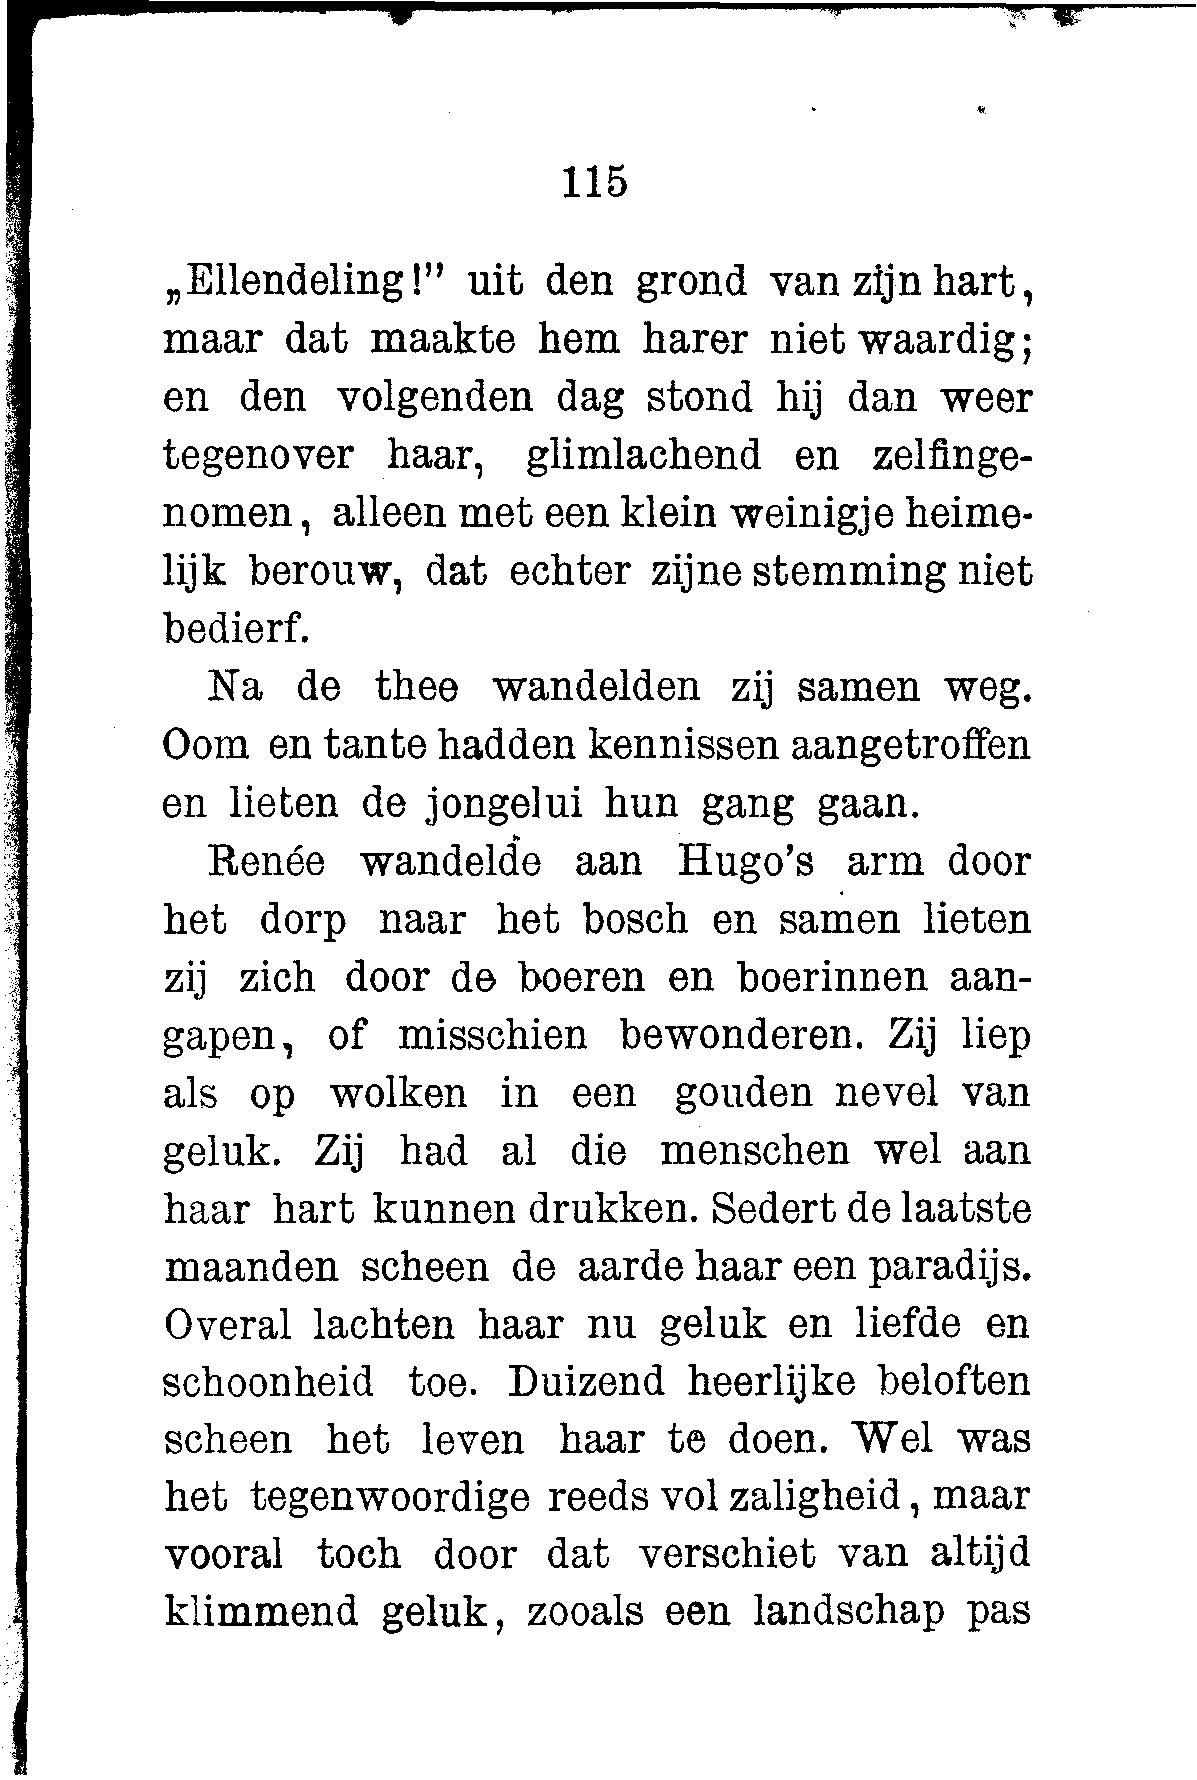 115
„Ellendeling!” uit den grond van zijn hart,
maar dat maakte hem harer niet waardig;
en den volgenden dag stond hij dan weer
tegenover haar, glimlachend en zelfinge-
nomen, alleen met een klein weinigje heime-
lijk berouw, dat echter zijne stemming niet
bedierf.
Na de thee wandelden zij samen weg.
Oom en tante hadden kennissen aangetroffen
en lieten de jongelui hun gang gaan.
Renée wandelde aan Hugo’s arm door
het dorp naar het bosch en samen lieten
zij zich door de boeren en boerinnen aan-
gapen, of misschien bewonderen. Zij liep
als op wolken in een gouden nevel van
geluk. Zij had al die menschen wel aan
haar hart kunnen drukken. Sedert de laatste
maanden scheen de aarde haar een paradijs.
Overal lachten haar nu geluk en liefde en
schoonheid toe. Duizend heerlijke beloften
scheen het leven haar te doen. Wel was
het tegenwoordige reeds vol zaligheid, maar
vooral toch door dat verschiet van altijd
klimmend geluk, zooals een landschap pas